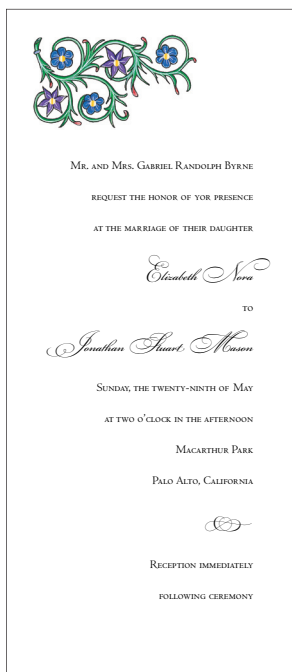 Mr. and Mrs. Gabriel Randolph Byrne
request the honor of yor presence
at the marriage of their daughter
Elizabeth Nora
to
Jonathan Stuart Mason
Sunday, the twenty-ninth of May
at two o'clock in the afternoon
Macarthur Park
Palo Alto, California
Reception immediately
following ceremony